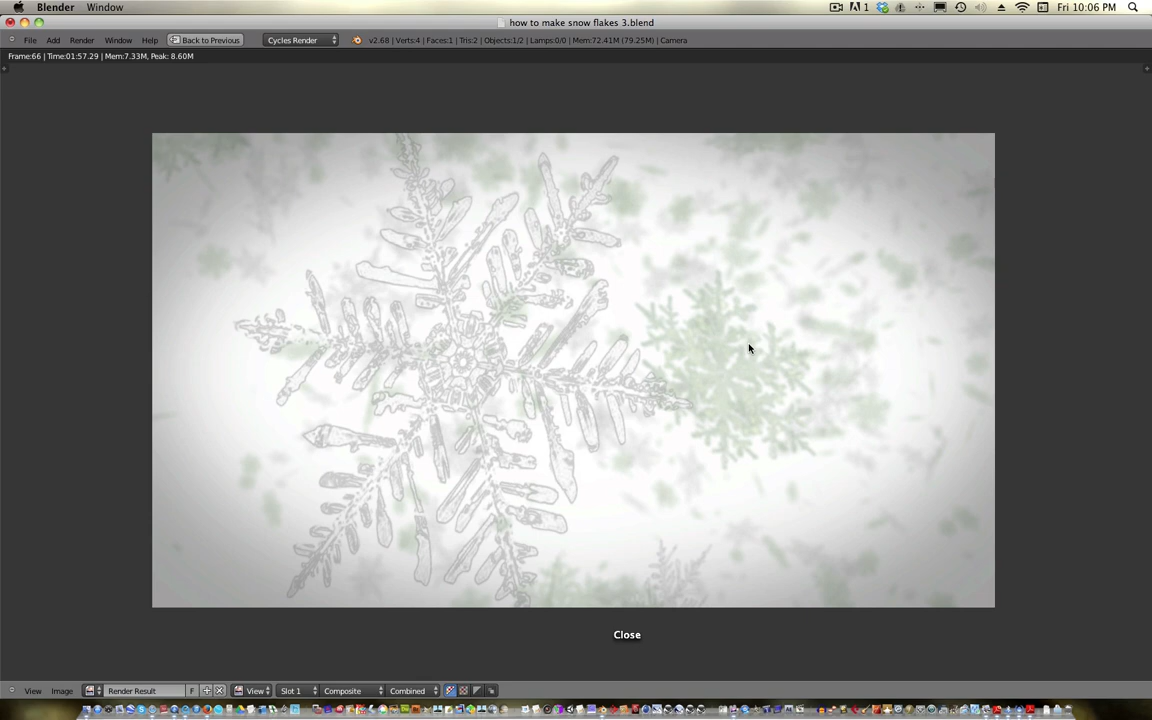 Blender Window 1 Fri 10:06 PM
how to make snow flakes 3.blend
File Add Render Window Help Back to Previous Cycles Render v2.68 | Verts:4 | Faces:1 | Tris:2 | Objects:1/2 | Lamps:0/0 | Mem:72.41M (79.25M) | Camera
Frame:66 | Time:01:57.29 | Mem:7.33M, Peak: 8.60M
Close
View Image Render Result F View Slot 1 Composite Combined